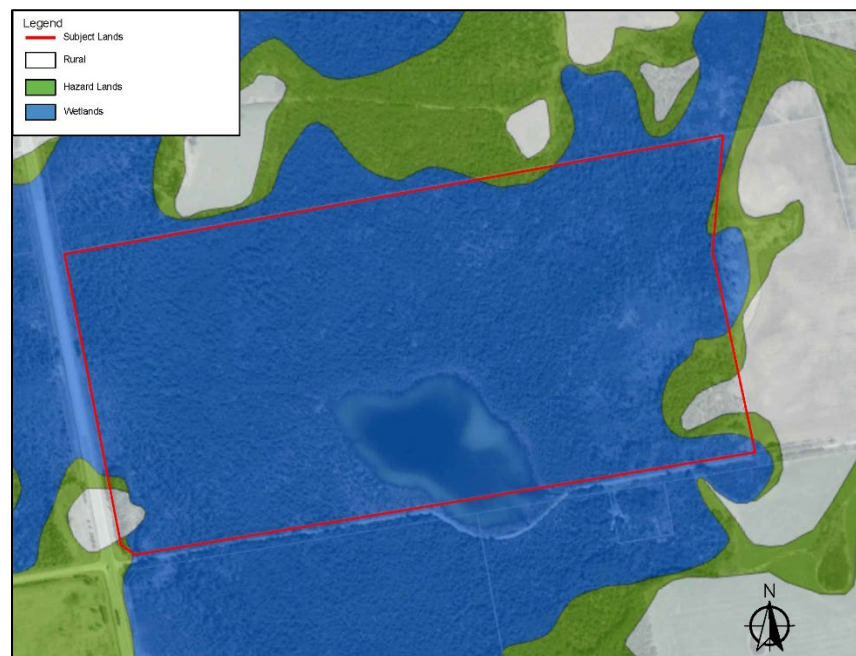 Legend
Subject Lands
Rural
Hazard Lands
Wetlands
N